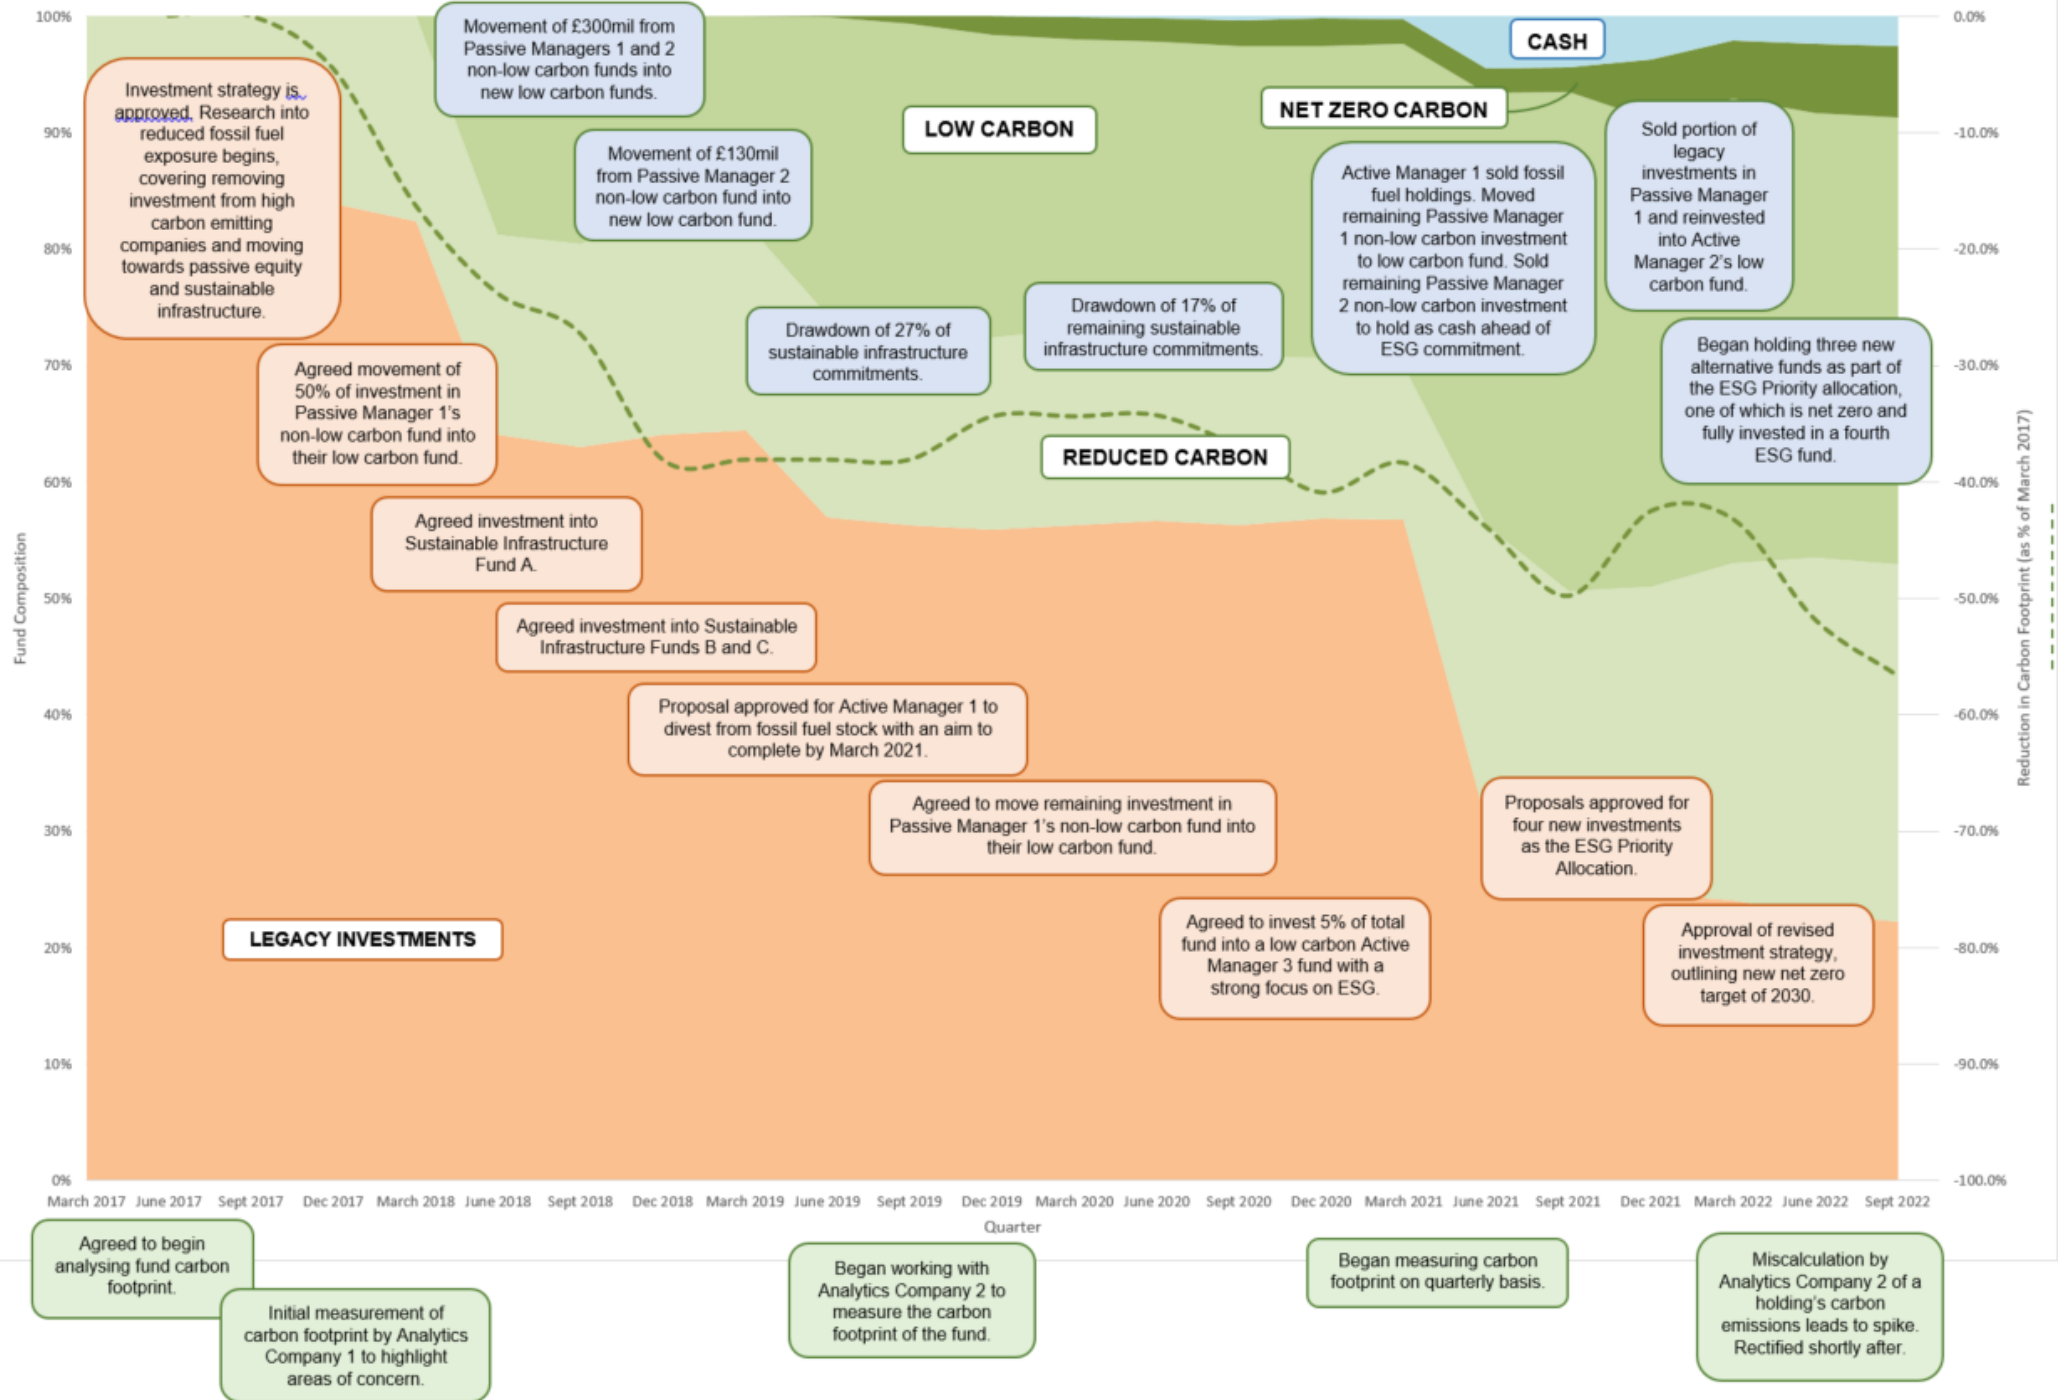 100%
90%
80%
70%
60%
50%
40%
30%
20%
10%
0%
Fund Composition
0.0%
-10.0%
-20.0%
-30.0%
-40.0%
-50.0%
-60.0%
-70.0%
-80.0%
-90.0%
-100.0%
Reduction in Carbon Footprint (as % of March 2017)
Investment strategy is
approved. Research into
reduced fossil fuel
exposure begins,
covering removing
investment from high
carbon emitting
companies and moving
towards passive equity
and sustainable
infrastructure.
Movement of £300mil from
Passive Managers 1 and 2
non-low carbon funds into
new low carbon funds.
Movement of £130mil
from Passive Manager 2
non-low carbon fund into
new low carbon fund.
LOW CARBON
CASH
NET ZERO CARBON
Active Manager 1 sold fossil
fuel holdings. Moved
remaining Passive Manager
1 non-low carbon investment
to low carbon fund. Sold
remaining Passive Manager
2 non-low carbon investment
to hold as cash ahead of
ESG commitment.
Sold portion of
legacy
investments in
Passive Manager
1 and reinvested
into Active
Manager 2's low
carbon fund.
Drawdown of 27% of
sustainable infrastructure
commitments.
Drawdown of 17% of
remaining sustainable
infrastructure commitments.
Began holding three new
alternative funds as part of
the ESG Priority allocation,
one of which is net zero and
fully invested in a fourth
ESG fund.
Agreed movement of
50% of investment in
Passive Manager 1's
non-low carbon fund into
their low carbon fund.
REDUCED CARBON
Agreed investment into
Sustainable Infrastructure
Fund A.
Agreed investment into Sustainable
Infrastructure Funds B and C.
Proposal approved for Active Manager 1 to
divest from fossil fuel stock with an aim to
complete by March 2021.
Agreed to move remaining investment in
Passive Manager 1's non-low carbon fund into
their low carbon fund.
Proposals approved for
four new investments
as the ESG Priority
Allocation.
LEGACY INVESTMENTS
Agreed to invest 5% of total
fund into a low carbon Active
Manager 3 fund with a
strong focus on ESG.
Approval of revised
investment strategy,
outlining new net zero
target of 2030.
March 2017 June 2017 Sept 2017 Dec 2017 March 2018 June 2018 Sept 2018 Dec 2018 March 2019 June 2019 Sept 2019 Dec 2019 March 2020 June 2020 Sept 2020 Dec 2020 March 2021 June 2021 Sept 2021 Dec 2021 March 2022 June 2022 Sept 2022
Quarter
Agreed to begin
analysing fund carbon
footprint.
Initial measurement of
carbon footprint by Analytics
Company 1 to highlight
areas of concern.
Began working with
Analytics Company 2 to
measure the carbon
footprint of the fund.
Began measuring carbon
footprint on quarterly basis.
Miscalculation by
Analytics Company 2 of a
holding's carbon
emissions leads to spike.
Rectified shortly after.